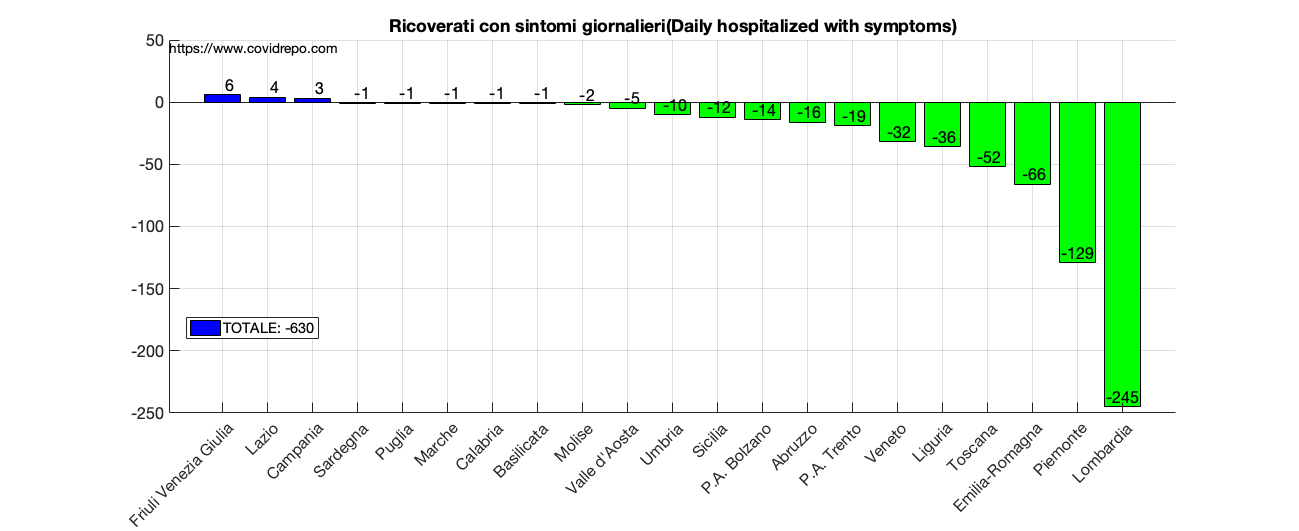 Ricoverati con sintomi giornalieri(Daily hospitalized with symptoms)
https://www.covidrepo.com
50
0
-50
-100
-150
-200
-250
6
4
3
-1
-1
-1
-1
-1
-2
-5
-10
-12
-14
-16
-19
-32
-36
-52
-66
-129
-245
TOTALE: -630
Friuli Venezia Giulia
Lazio
Campania
Sardegna
Puglia
Marche
Calabria
Basilicata
Molise
Valle d'Aosta
Umbria
Sicilia
P.A. Bolzano
Abruzzo
P.A. Trento
Veneto
Liguria
Toscana
Emilia-Romagna
Piemonte
Lombardia